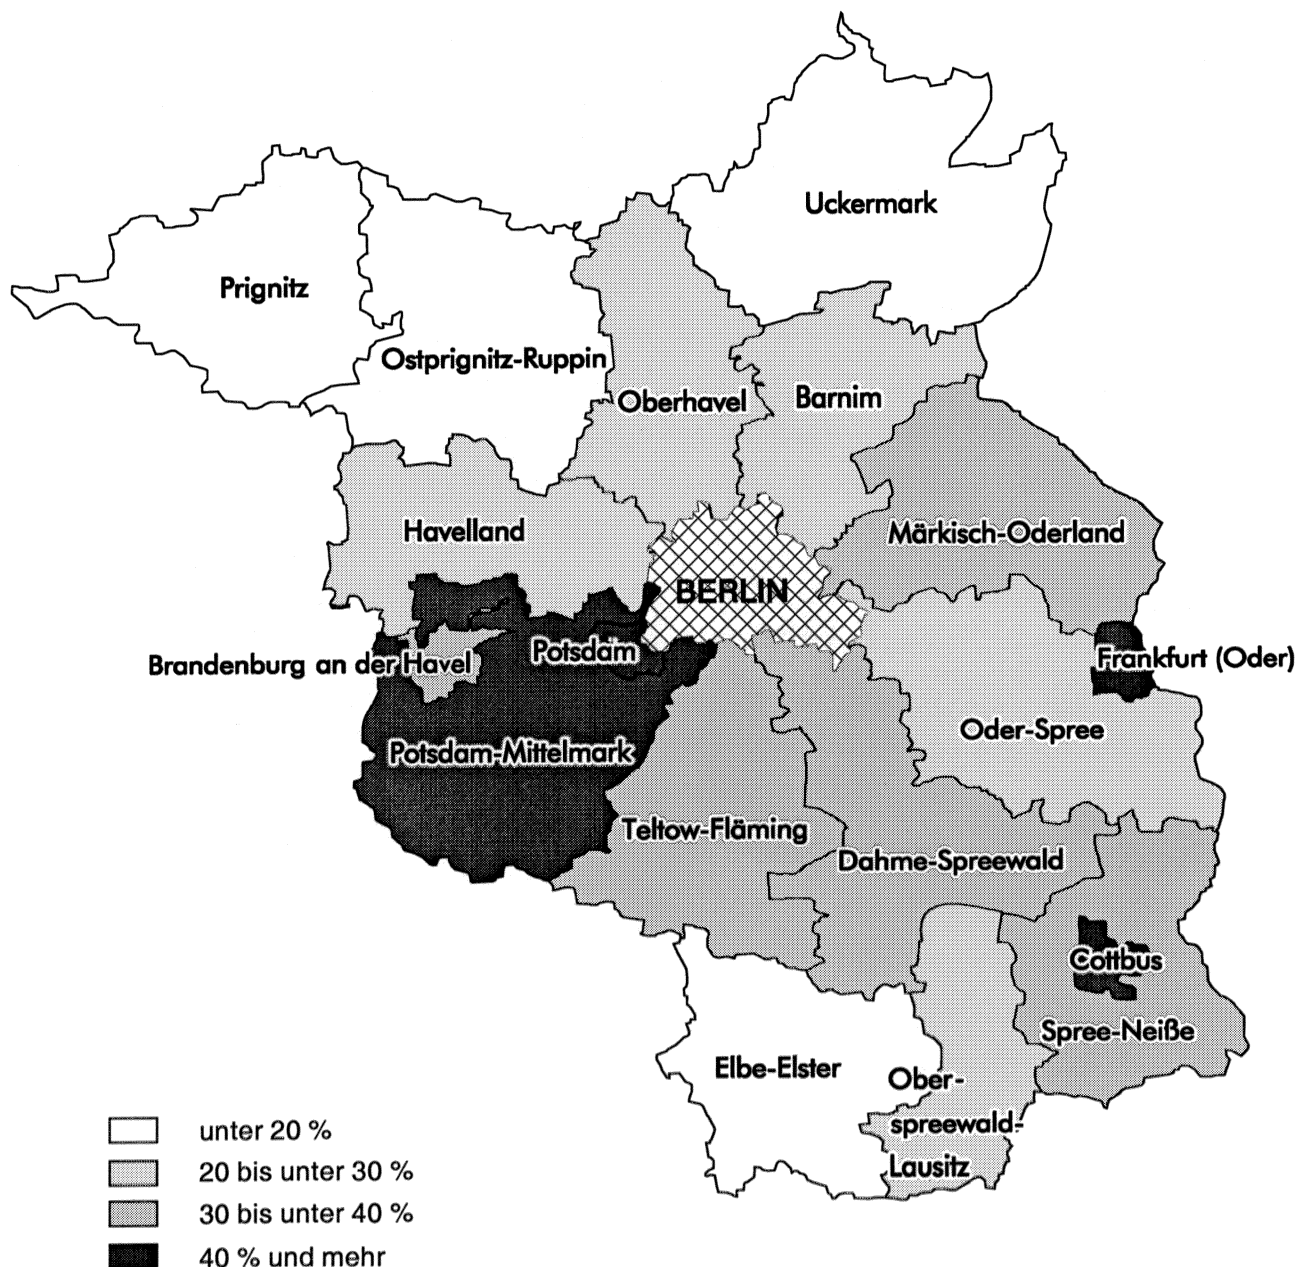 Uckermark
Prignitz
Ostprignitz-Ruppin
Oberhavel
Barnim
Havelland
Märkisch-Oderland
BERLIN
Brandenburg an der Havel
Potsdam
Frankfurt (Oder)
Oder-Spree
Potsdam-Mittelmark
Teltow-Fläming
Dahme-Spreewald
Cottbus
Spree-Neiße
Elbe-Elster
Ober-
spreewald-
Lausitz
unter 20 %
20 bis unter 30 %
30 bis unter 40 %
40 % und mehr